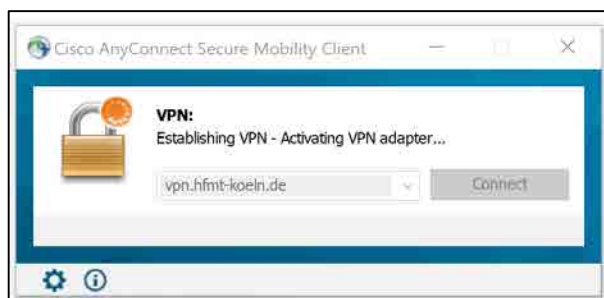 Cisco AnyConnect Secure Mobility Client
VPN:
Establishing VPN - Activating VPN adapter...
vpn.hfmt-koeln.de
Connect